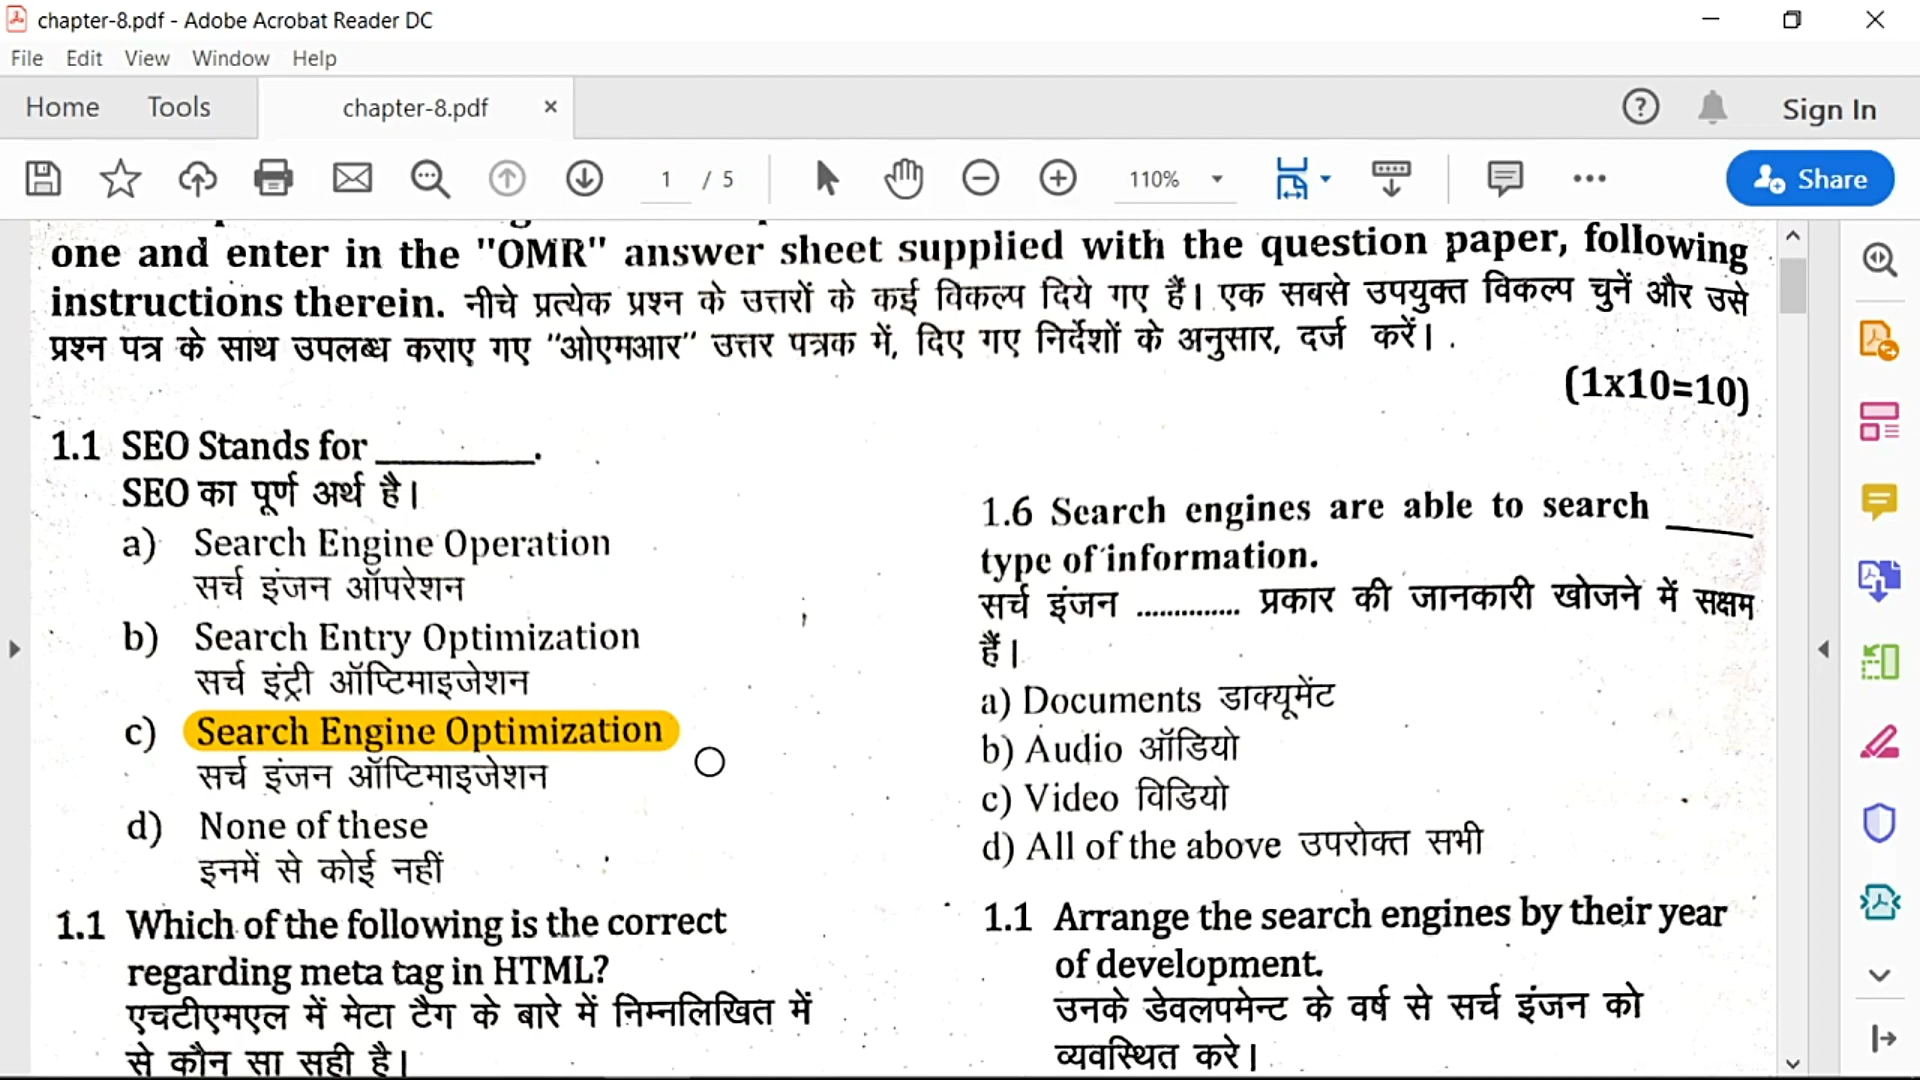 chapter-8.pdf - Adobe Acrobat Reader DC
File Edit View Window Help
Home Tools chapter-8.pdf × Sign In
1 / 5 110% Share
one and enter in the "OMR" answer sheet supplied with the question paper, following
instructions therein. नीचे प्रत्येक प्रश्न के उत्तरों के कई विकल्प दिये गए हैं। एक सबसे उपयुक्त विकल्प चुनें और उसे
प्रश्न पत्र के साथ उपलब्ध कराए गए "ओएमआर" उत्तर पत्रक में, दिए गए निर्देशों के अनुसार, दर्ज करें।
(1x10=10)
1.1 SEO Stands for ________.
SEO का पूर्ण अर्थ है।
a) Search Engine Operation
सर्च इंजन ऑपरेशन
b) Search Entry Optimization
सर्च इंट्री ऑप्टिमाइजेशन
c) Search Engine Optimization
सर्च इंजन ऑप्टिमाइजेशन
d) None of these
इनमें से कोई नहीं
1.1 Which of the following is the correct
regarding meta tag in HTML?
एचटीएमएल में मेटा टैग के बारे में निम्नलिखित में
से कौन सा सही है।
1.6 Search engines are able to search _____
type of information.
सर्च इंजन .............. प्रकार की जानकारी खोजने में सक्षम
हैं।
a) Documents डाक्यूमेंट
b) Audio ऑडियो
c) Video विडियो
d) All of the above उपरोक्त सभी
1.1 Arrange the search engines by their year
of development.
उनके डेवलपमेन्ट के वर्ष से सर्च इंजन को
व्यवस्थित करे।